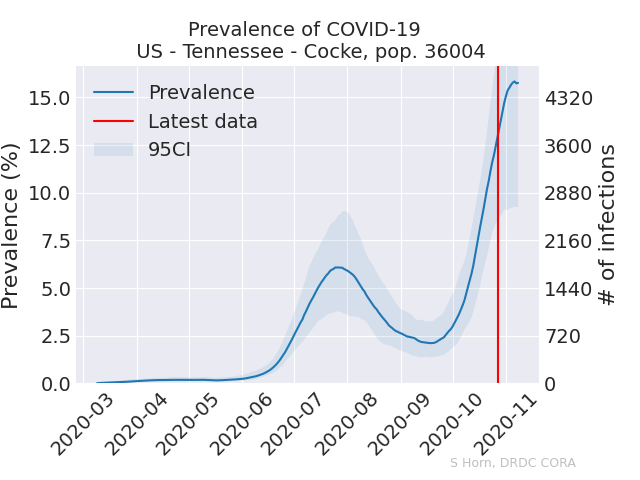 Prevalence of COVID-19
US - Tennessee - Cocke, pop. 36004
Prevalence
Latest data
95CI
Prevalence (%)
15.0
12.5
10.0
7.5
5.0
2.5
0.0
4320
3600
2880
2160
1440
720
0
# of infections
2020-03
2020-04
2020-05
2020-06
2020-07
2020-08
2020-09
2020-10
2020-11
S Horn, DRDC CORA